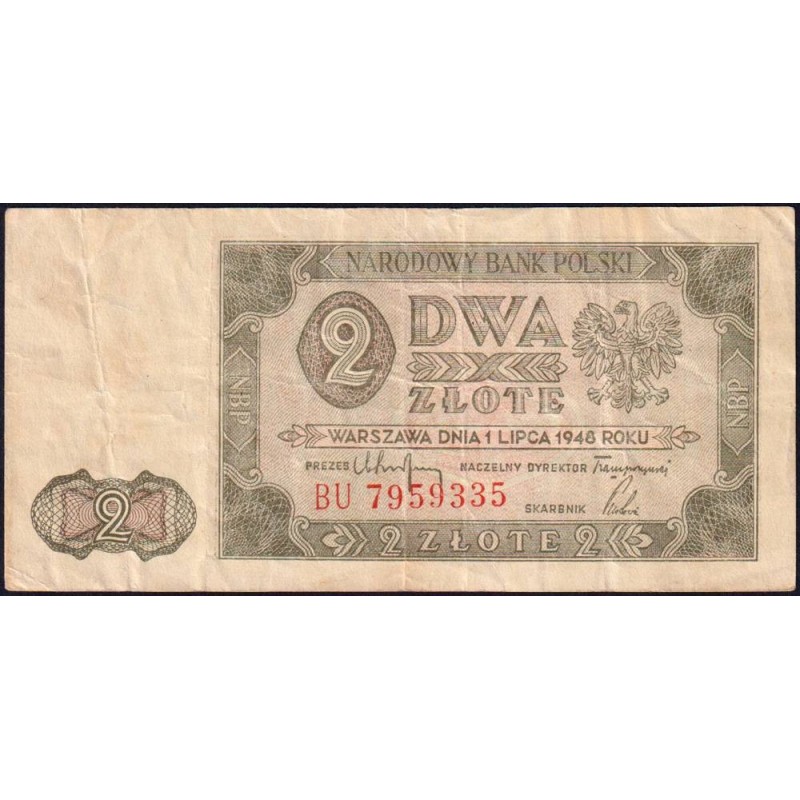 NARODOWY BANK POLSKI
2 DWA
ZŁOTE
WARSZAWA DNIA 1 LIPCA 1948 ROKU
PREZES NACZELNY DYREKTOR
BU 7959335 SKARBNIK
2 ZŁOTE 2
2
NBP
NBP